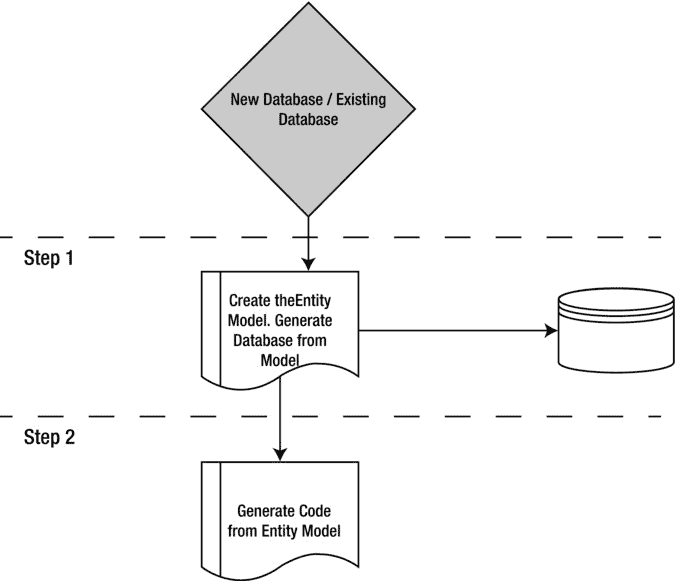 New Database / Existing
Database
Step 1
Create theEntity
Model. Generate
Database from
Model
Step 2
Generate Code
from Entity Model